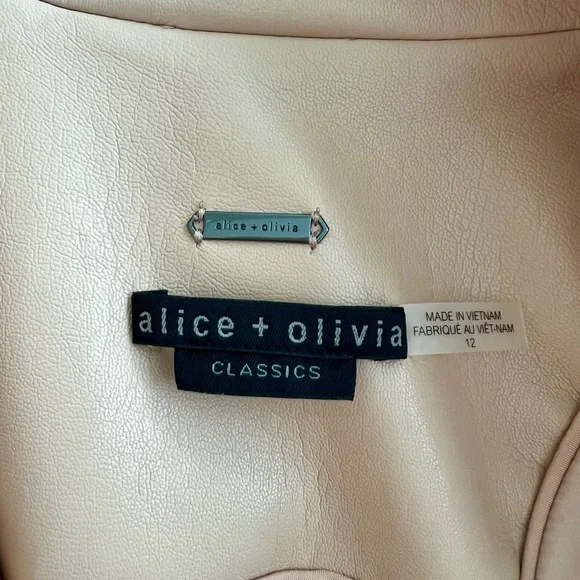 alice + olivia
alice + olivia
CLASSICS
MADE IN VIETNAM
FABRIQUÉ AU VIÊT-NAM
12